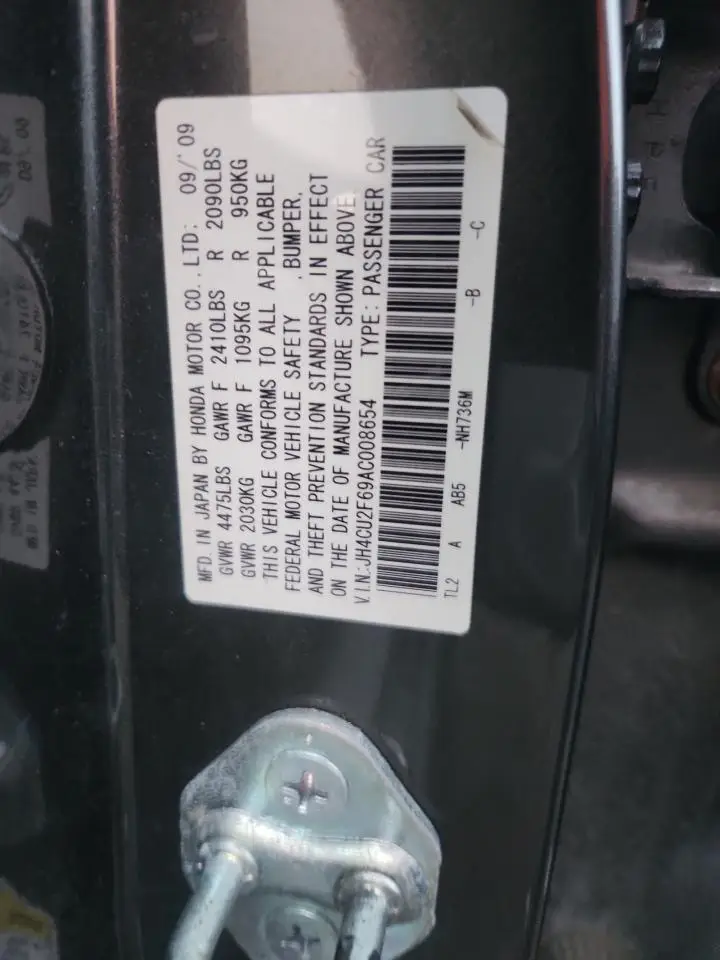 MFD. IN JAPAN BY HONDA MOTOR CO., LTD: 09/'09
GVWR 4475LBS GAWR F 2410LBS R 2090LBS
GVWR 2030KG GAWR F 1095KG R 950KG
THIS VEHICLE CONFORMS TO ALL APPLICABLE
FEDERAL MOTOR VEHICLE SAFETY , BUMPER,
AND THEFT PREVENTION STANDARDS IN EFFECT
ON THE DATE OF MANUFACTURE SHOWN ABOVE.
V.I.N:JH4CU2F69AC008654 TYPE: PASSENGER CAR
TL2 A AB5 -NH736M -B -C